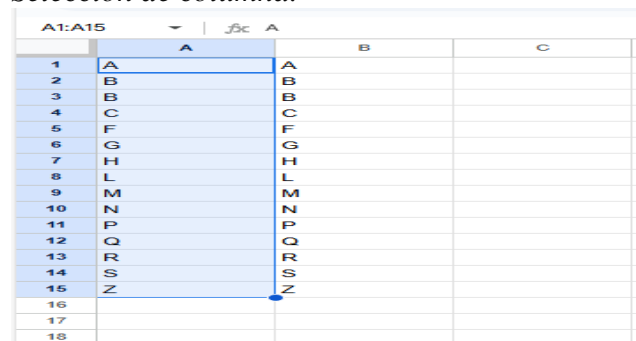 Selección de columna.
A1:A15 fx A
A B C
1 A A
2 B B
3 B B
4 C C
5 F F
6 G G
7 H H
8 L L
9 M M
10 N N
11 P P
12 Q Q
13 R R
14 S S
15 Z Z
16
17
18